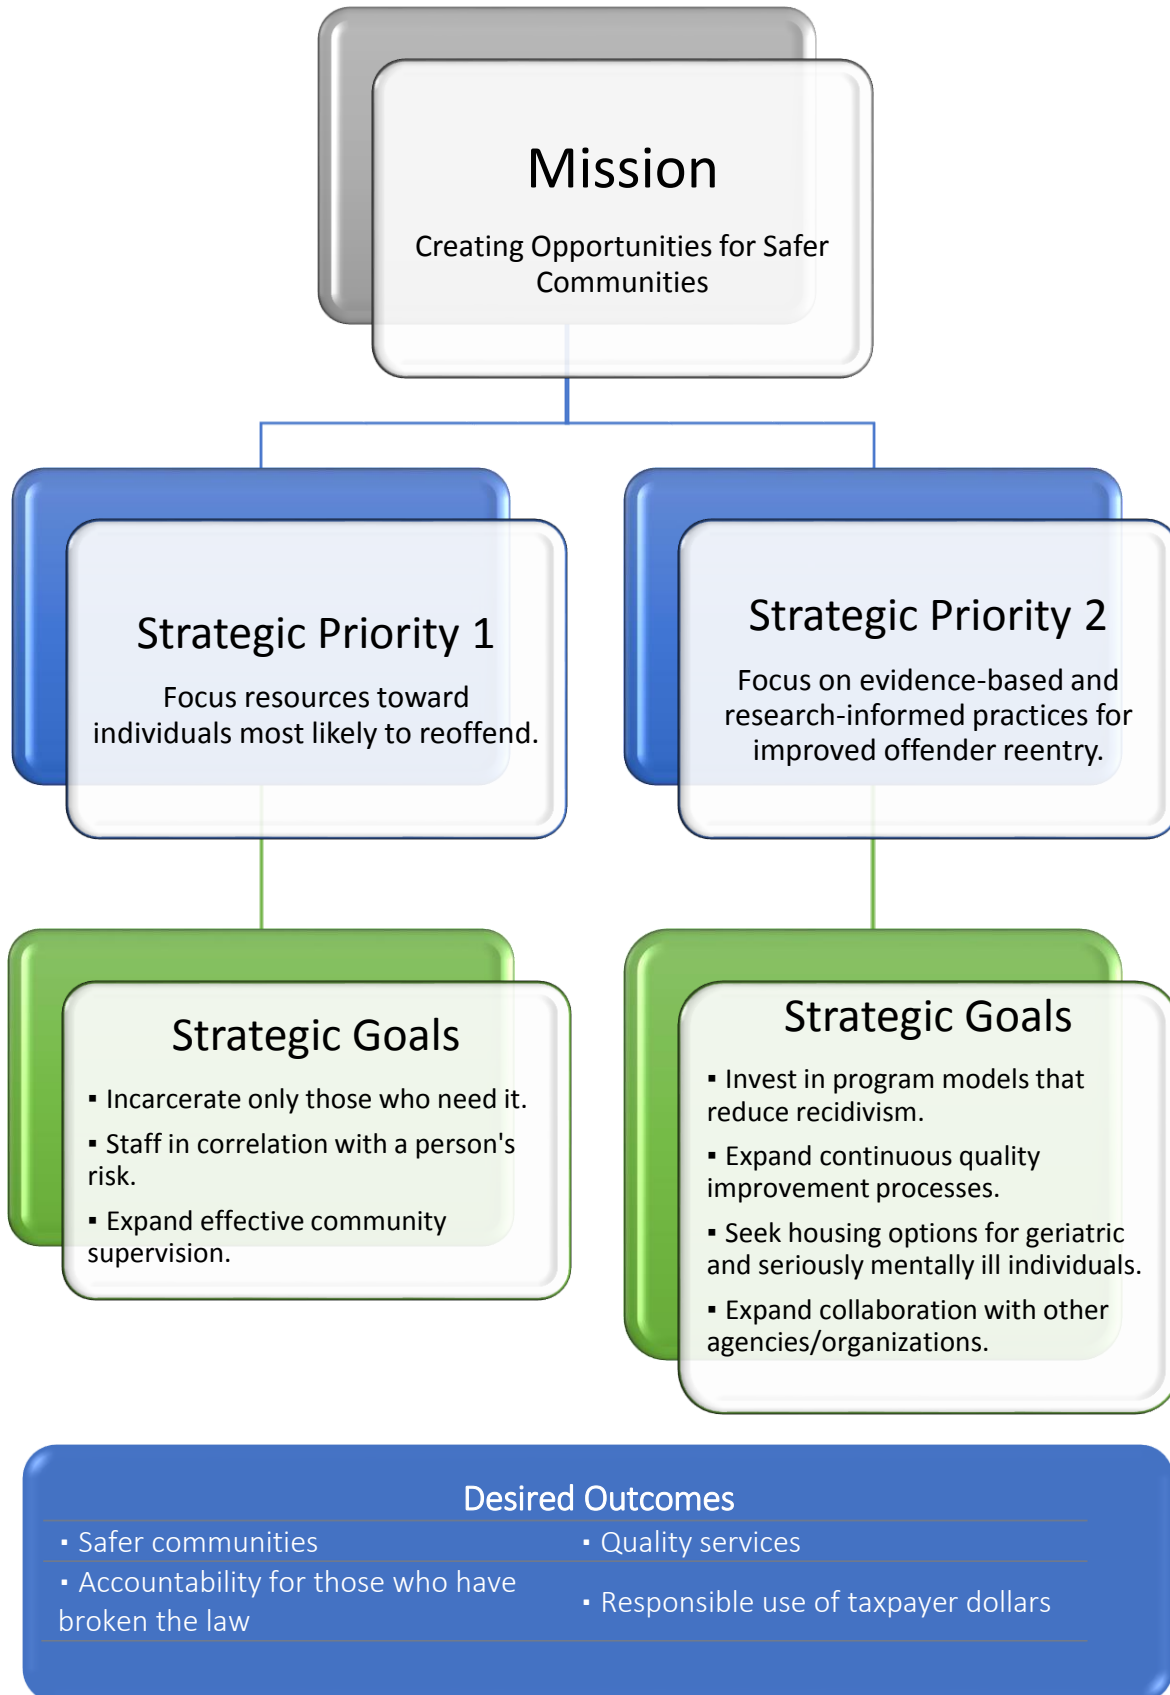 Mission
Creating Opportunities for Safer
Communities
Strategic Priority 1
Focus resources toward
individuals most likely to reoffend.
Strategic Priority 2
Focus on evidence-based and
research-informed practices for
improved offender reentry.
Strategic Goals
▪ Incarcerate only those who need it.
▪ Staff in correlation with a person's
risk.
▪ Expand effective community
supervision.
Strategic Goals
▪ Invest in program models that
reduce recidivism.
▪ Expand continuous quality
improvement processes.
▪ Seek housing options for geriatric
and seriously mentally ill individuals.
▪ Expand collaboration with other
agencies/organizations.
Desired Outcomes
▪ Safer communities
▪ Quality services
▪ Accountability for those who have
broken the law
▪ Responsible use of taxpayer dollars